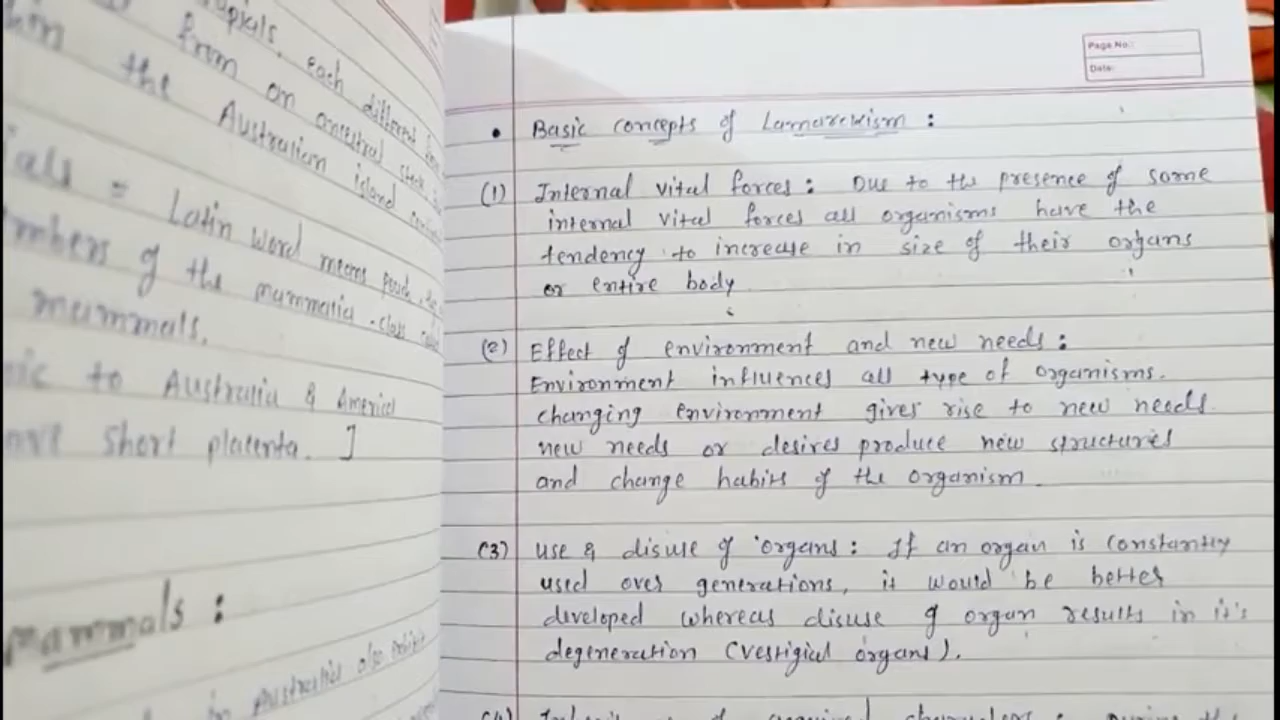 each different
from an ancestral stock
the Australian island
= Latin word means pouch
of the mammalia class
mammals.
to Australia & America
short placenta. ]
mammals :
in Australia also
Page No.:
Date:
• Basic concepts of Lamarckism :
(1) Internal vital forces : Due to the presence of some
internal vital forces all organisms have the
tendency to increase in size of their organs
or entire body
(2) Effect of environment and new needs :
Environment influences all type of organisms.
changing environment gives rise to new needs.
new needs or desires produce new structures
and change habits of the organism.
(3) use & disuse of organs : If an organ is constantly
used over generations, it would be better
developed whereas disuse of organ results in it's
degeneration (vestigial organs).